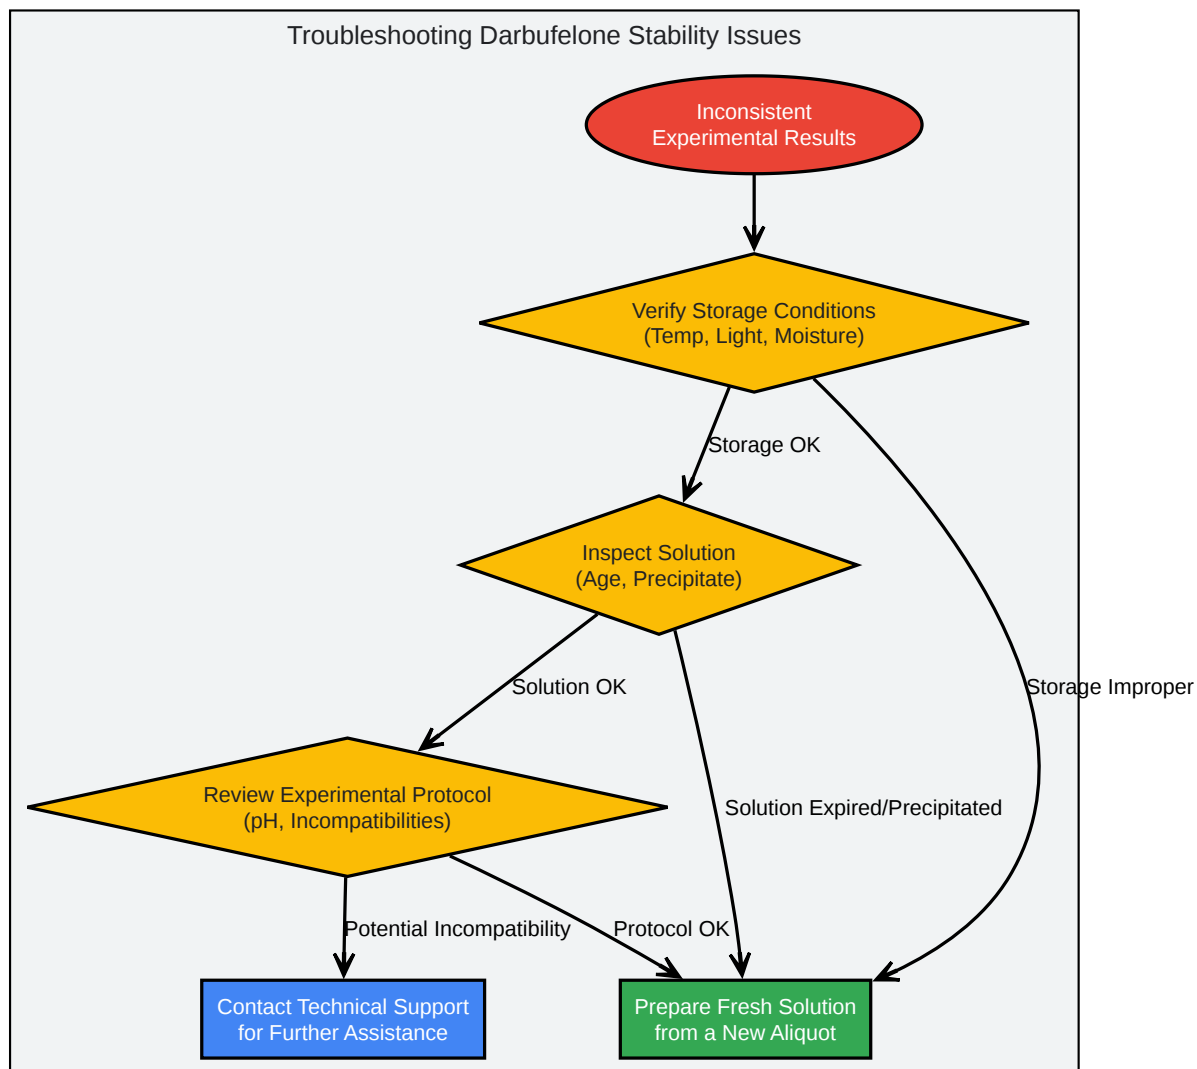 Troubleshooting Darbufelone Stability Issues
Inconsistent
Experimental Results
Verify Storage Conditions
(Temp, Light, Moisture)
Storage OK
Inspect Solution
(Age, Precipitate)
Solution OK
Storage Improper
Review Experimental Protocol
(pH, Incompatibilities)
Solution Expired/Precipitated
Potential Incompatibility
Protocol OK
Contact Technical Support
for Further Assistance
Prepare Fresh Solution
from a New Aliquot